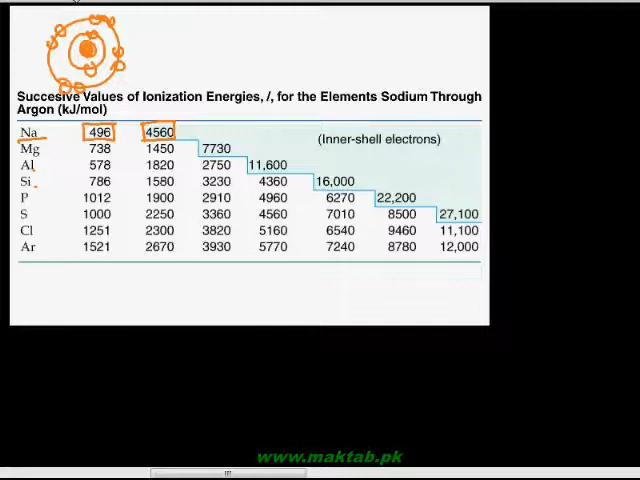 Succesive Values of Ionization Energies, I, for the Elements Sodium Through
Argon (kJ/mol)
Na 496 4560 (Inner-shell electrons)
Mg 738 1450 7730
Al 578 1820 2750 11,600
Si 786 1580 3230 4360 16,000
P 1012 1900 2910 4960 6270 22,200
S 1000 2250 3360 4560 7010 8500 27,100
Cl 1251 2300 3820 5160 6540 9460 11,100
Ar 1521 2670 3930 5770 7240 8780 12,000
www.maktab.pk